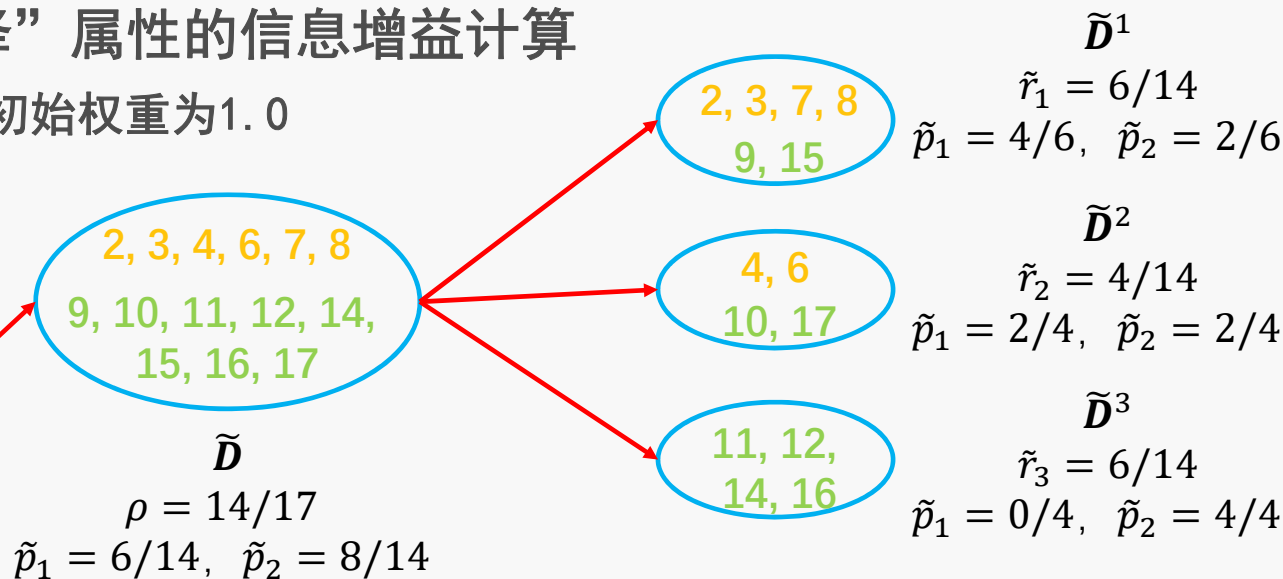 ”属性的信息增益计算
初始权重为1.0
2, 3, 4, 6, 7, 8
9, 10, 11, 12, 14,
15, 16, 17
D̃
ρ = 14/17
p̃₁ = 6/14, p̃₂ = 8/14
2, 3, 7, 8
9, 15
D̃¹
r̃₁ = 6/14
p̃₁ = 4/6, p̃₂ = 2/6
4, 6
10, 17
D̃²
r̃₂ = 4/14
p̃₁ = 2/4, p̃₂ = 2/4
11, 12,
14, 16
D̃³
r̃₃ = 6/14
p̃₁ = 0/4, p̃₂ = 4/4